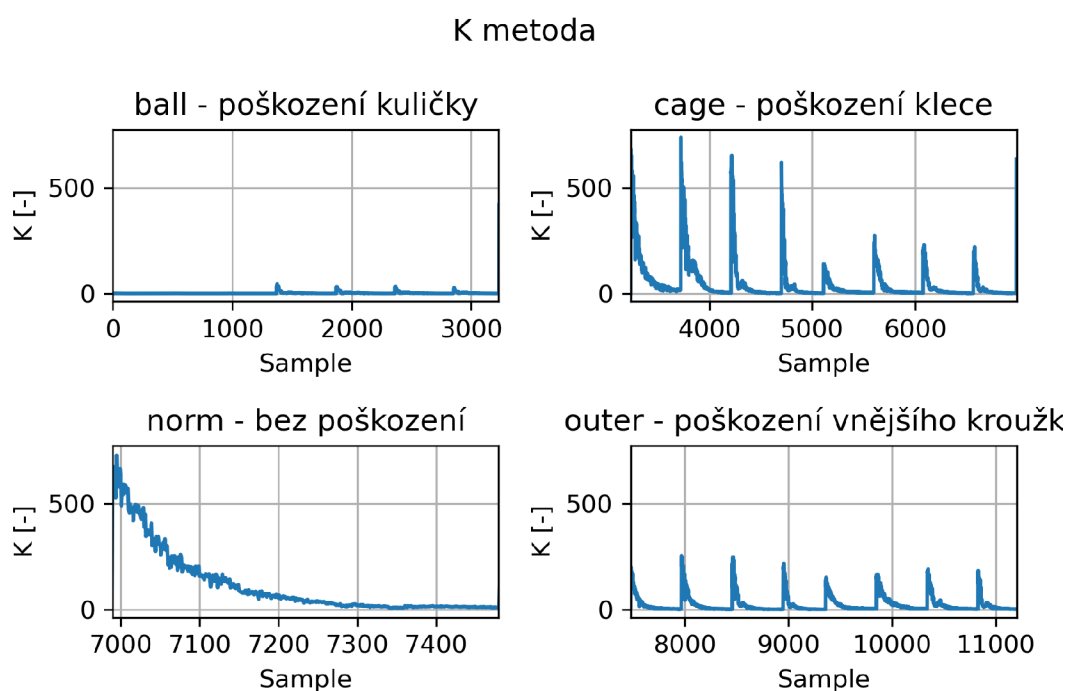 K metoda
ball - poškození kuličky
K [-]
500
0
0 1000 2000 3000
Sample
cage - poškození klece
K [-]
500
0
4000 5000 6000
Sample
norm - bez poškození
K [-]
500
0
7000 7100 7200 7300 7400
Sample
outer - poškození vnějšího kroužk
K [-]
500
0
8000 9000 10000 11000
Sample